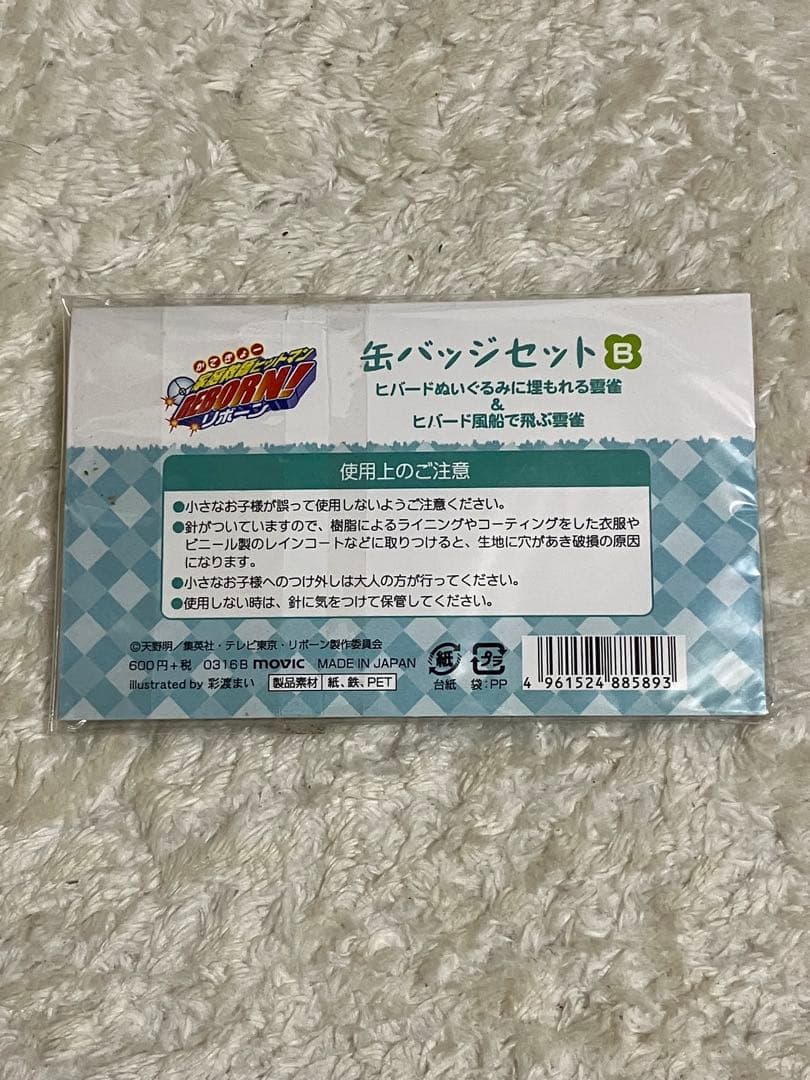 かてきょー
家庭教師ヒットマン
REBORN!
リボーン
缶バッジセット B
ヒバードぬいぐるみに埋もれる雲雀
&
ヒバード風船で飛ぶ雲雀
使用上のご注意
●小さなお子様が誤って使用しないようご注意ください。
●針がついていますので、樹脂によるライニングやコーティングをした衣服や
ビニール製のレインコートなどに取りつけると、生地に穴があき破損の原因
になります。
●小さなお子様へのつけ外しは大人の方が行ってください。
●使用しない時は、針に気をつけて保管してください。
©天野明／集英社・テレビ東京・リボーン製作委員会
600円+税 0316B movic MADE IN JAPAN
illustrated by 彩渡まい 製品素材 紙、鉄、PET
紙
台紙
プラ
袋:PP
4 961524 885893